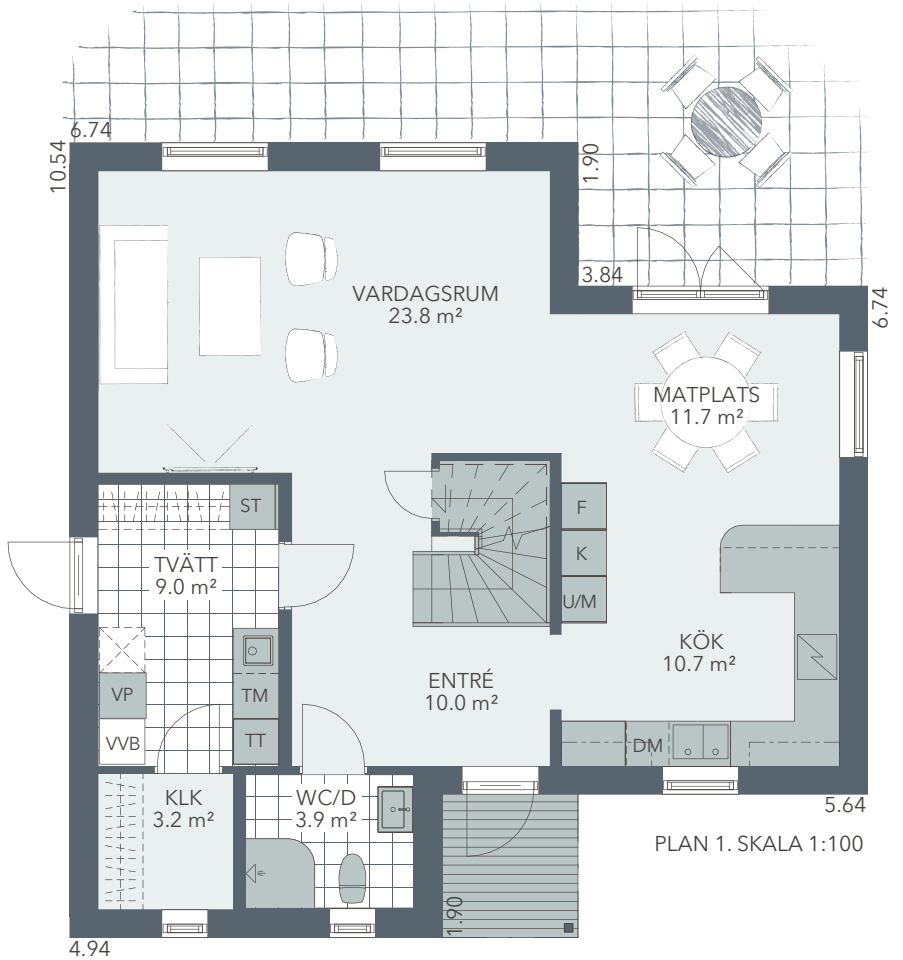 6.74
10.54
1.90
3.84
6.74
VARDAGSRUM
23.8 m²
MATPLATS
11.7 m²
ST
F
K
U/M
TVÄTT
9.0 m²
KÖK
10.7 m²
ENTRÉ
10.0 m²
VP
TM
VVB
TT
DM
KLK
3.2 m²
WC/D
3.9 m²
5.64
PLAN 1. SKALA 1:100
1.90
4.94